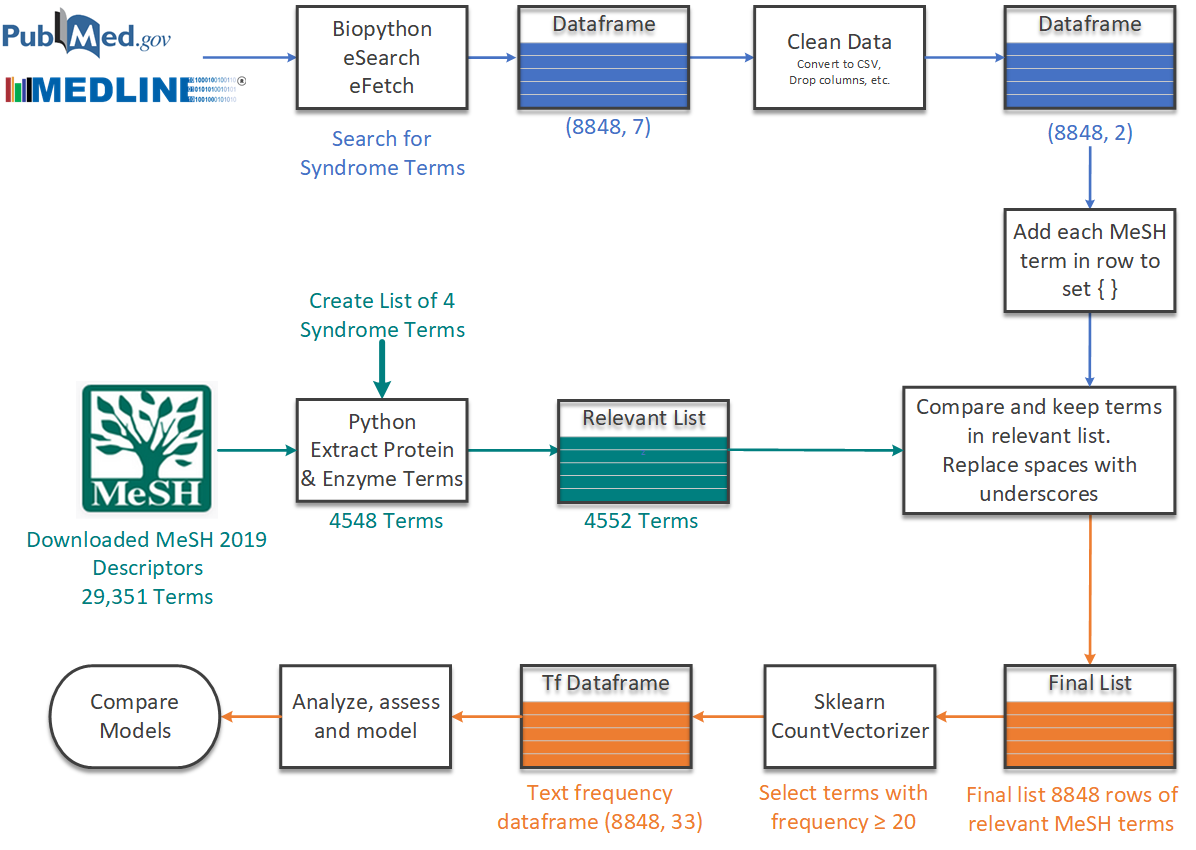 PubMed.gov
MEDLINE®
Biopython
eSearch
eFetch
Search for
Syndrome Terms
Dataframe
(8848, 7)
Clean Data
Convert to CSV,
Drop columns, etc.
Dataframe
(8848, 2)
Add each MeSH
term in row to
set { }
Create List of 4
Syndrome Terms
MeSH
Downloaded MeSH 2019
Descriptors
29,351 Terms
Python
Extract Protein
& Enzyme Terms
4548 Terms
Relevant List
4552 Terms
Compare and keep terms
in relevant list.
Replace spaces with
underscores
Compare
Models
Analyze, assess
and model
Tf Dataframe
Text frequency
dataframe (8848, 33)
Sklearn
CountVectorizer
Select terms with
frequency ≥ 20
Final List
Final list 8848 rows of
relevant MeSH terms